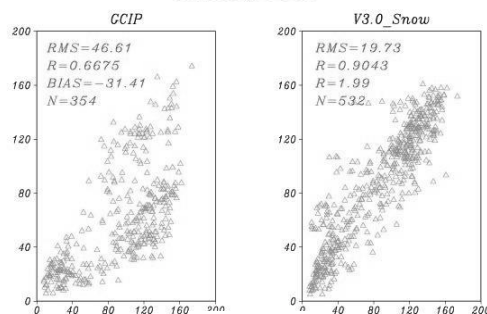 GCIP
200
160
120
80
40
0
RMS=46.61
R=0.6675
BIAS=-31.41
N=354
0 40 80 120 160 200
V3.0_Snow
200
160
120
80
40
0
RMS=19.73
R=0.9043
R=1.99
N=532
0 40 80 120 160 200